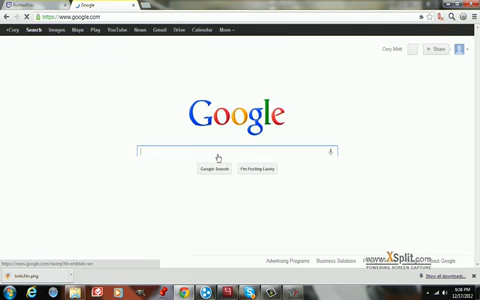 Google
https://www.google.com
+Cory Search Images Maps Play YouTube News Gmail Drive Calendar More
Cory Mott + Share
Google
Google Search I'm Feeling Lucky
Advertising Programs Business Solutions About Google
www.XSplit.com
POWERING SCREEN CAPTURE
Show all downloads...
9:06 PM
12/17/2012